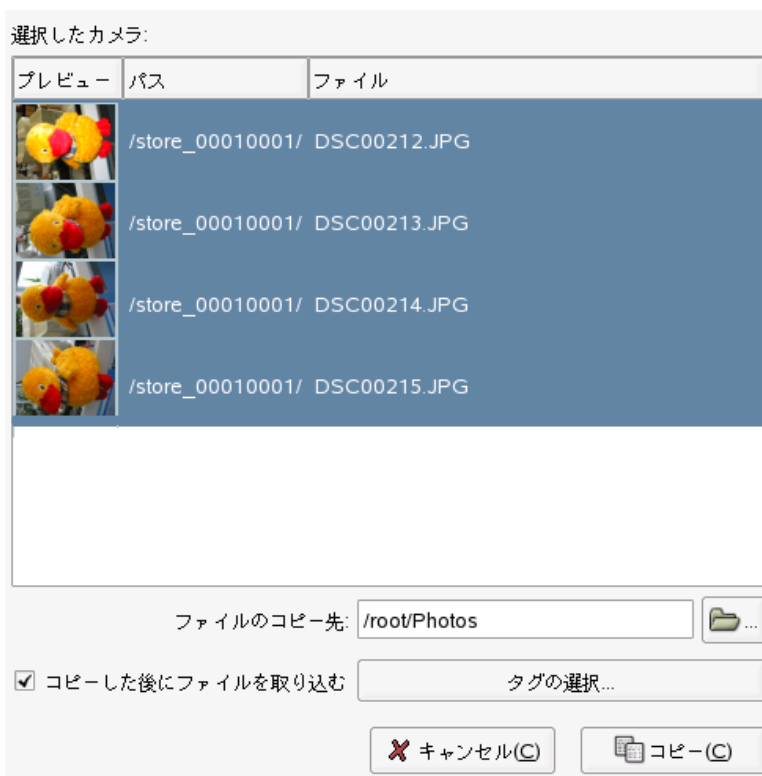 選択したカメラ:
プレビュー パス ファイル
/store_00010001/ DSC00212.JPG
/store_00010001/ DSC00213.JPG
/store_00010001/ DSC00214.JPG
/store_00010001/ DSC00215.JPG
ファイルのコピー先: /root/Photos ...
コピーした後にファイルを取り込む タグの選択...
キャンセル(C) コピー(C)